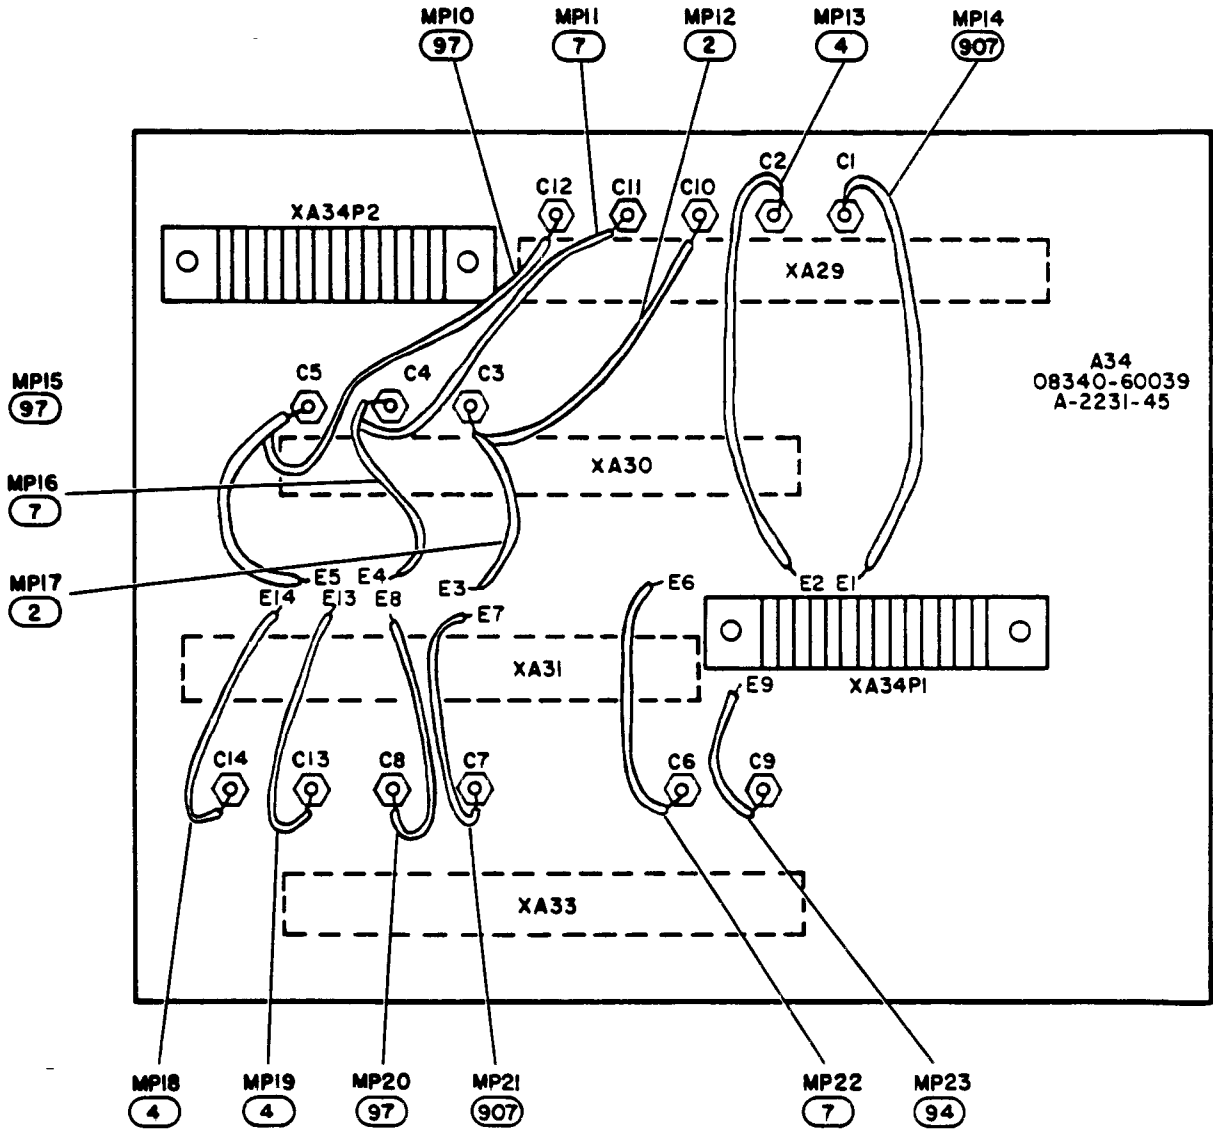 MP10 MP11 MP12 MP13 MP14
97 7 2 4 907
C2 C1
C12 C11 C10
XA34P2
XA29
A34
08340-60039
A-2231-45
C5 C4 C3
MP15
97
XA30
MP16
7
MP17
2
E5 E4 E3 E6 E2 E1
E14 E13 E8 E7
XA31
E9 XA34P1
C14 C13 C8 C7 C6 C9
XA33
MP18 MP19 MP20 MP21 MP22 MP23
4 4 97 907 7 94